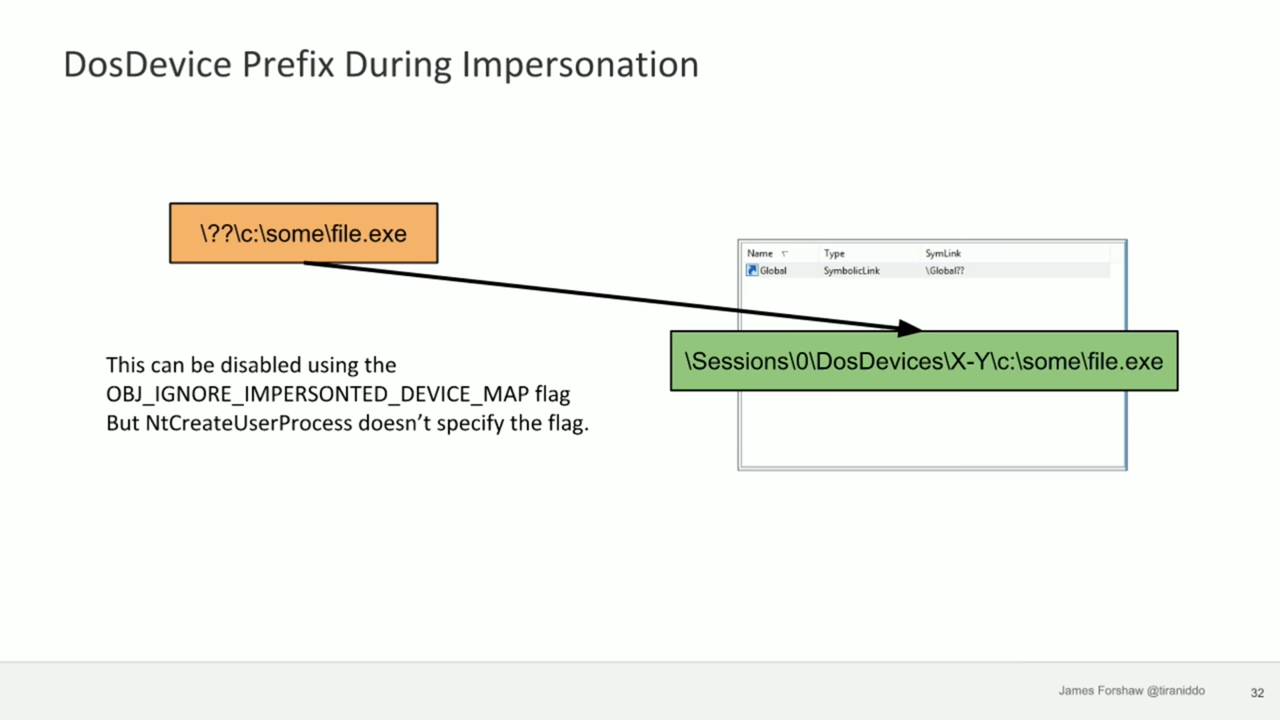 DosDevice Prefix During Impersonation
\??\c:\some\file.exe
Name Type SymLink
Global SymbolicLink \Global??
\Sessions\0\DosDevices\X-Y\c:\some\file.exe
This can be disabled using the
OBJ_IGNORE_IMPERSONTED_DEVICE_MAP flag
But NtCreateUserProcess doesn’t specify the flag.
James Forshaw @tiraniddo
32